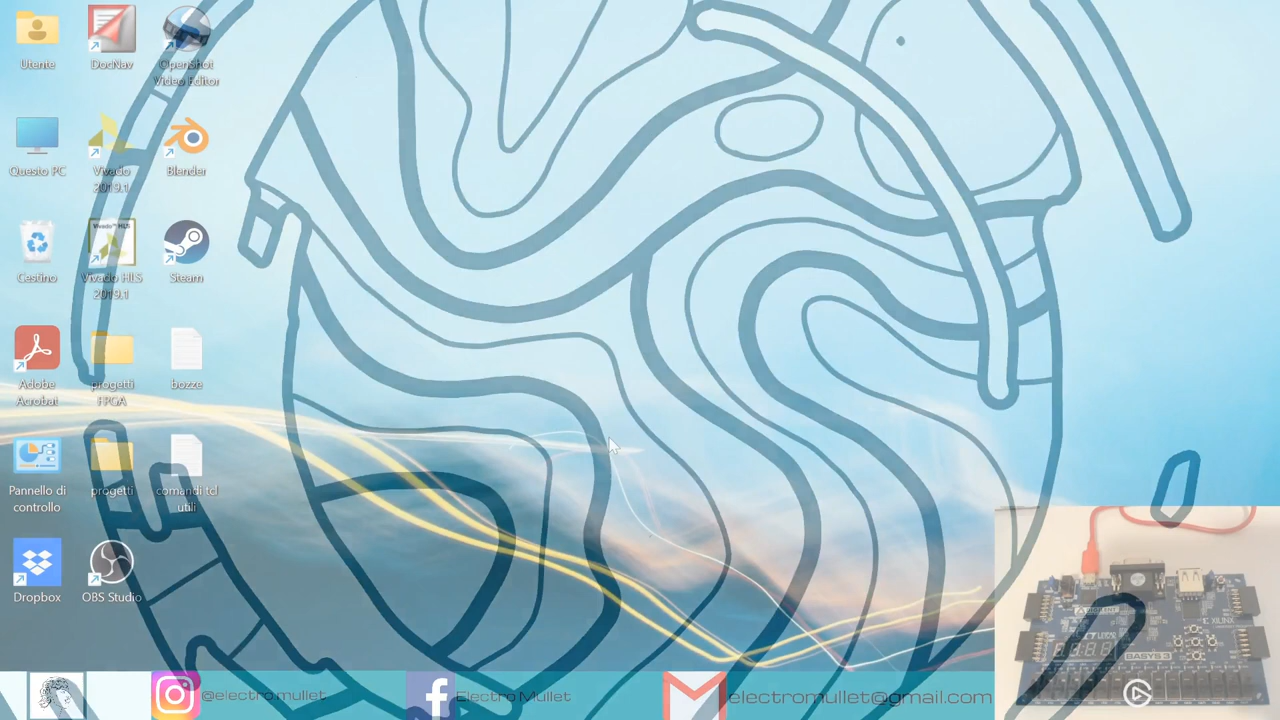 Utente
DocNav
OpenShot
Video Editor
Questo PC
Vivado
2019.1
Blender
Cestino
Vivado HLS
2019.1
Steam
Adobe
Acrobat
progetti
FPGA
bozze
Pannello di
controllo
progetti
comandi tcl
utili
Dropbox
OBS Studio
DIGILENT
XILINX
BASYS 3
@electro mullet
Electro Mullet
electromullet@gmail.com